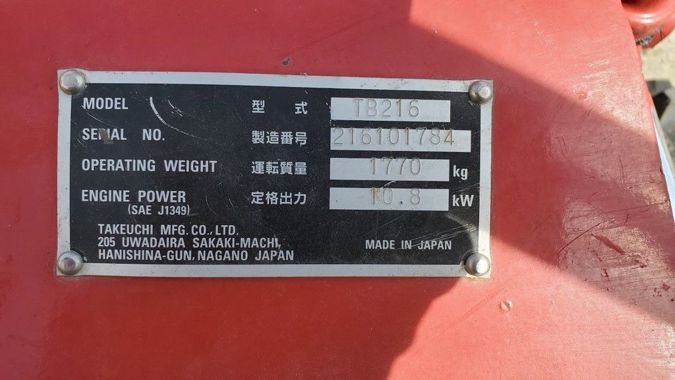 MODEL 型式 TB216
SERIAL NO. 製造番号 216101784
OPERATING WEIGHT 運転質量 1770 kg
ENGINE POWER 定格出力 10.8 kW
(SAE J1349)
TAKEUCHI MFG. CO., LTD.
205 UWADAIRA SAKAKI-MACHI,
HANISHINA-GUN, NAGANO JAPAN
MADE IN JAPAN